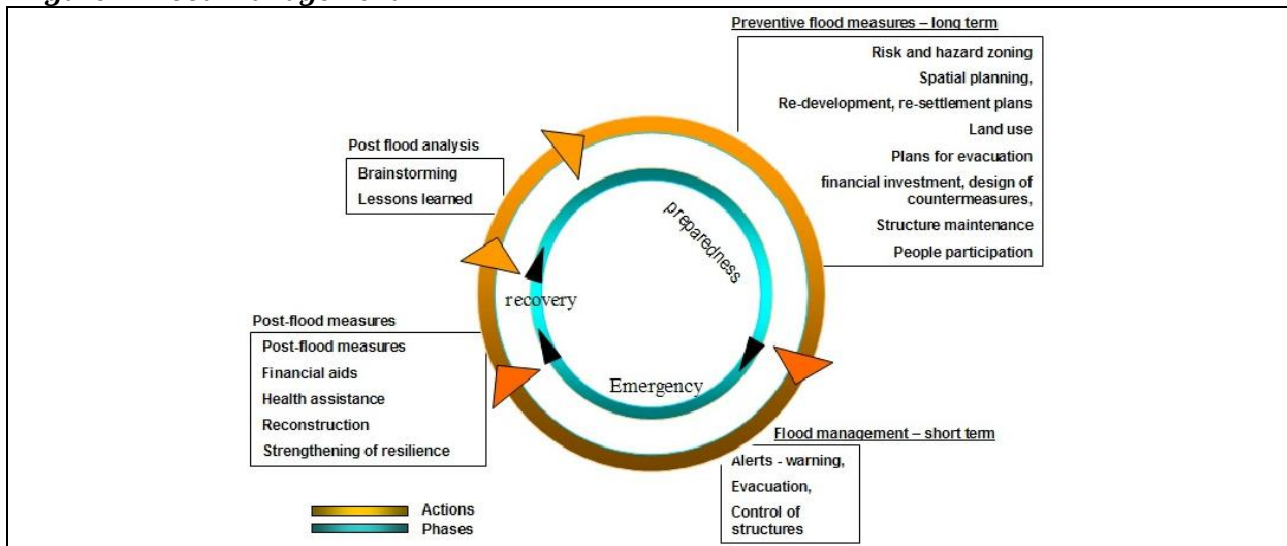 Preventive flood measures – long term
Risk and hazard zoning
Spatial planning,
Re-development, re-settlement plans
Land use
Plans for evacuation
financial investment, design of
countermeasures,
Structure maintenance
People participation
Post flood analysis
Brainstorming
Lessons learned
preparedness
recovery
Emergency
Post-flood measures
Post-flood measures
Financial aids
Health assistance
Reconstruction
Strengthening of resilience
Flood management – short term
Alerts - warning,
Evacuation,
Control of
structures
Actions
Phases